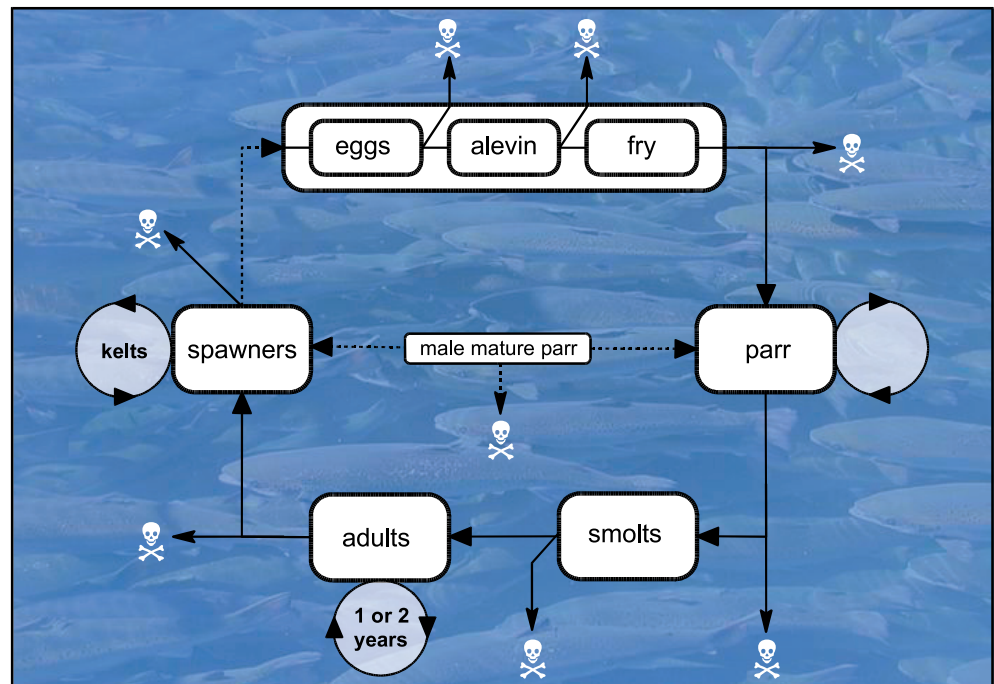 eggs
alevin
fry
kelts
spawners
male mature parr
parr
adults
smolts
1 or 2
years